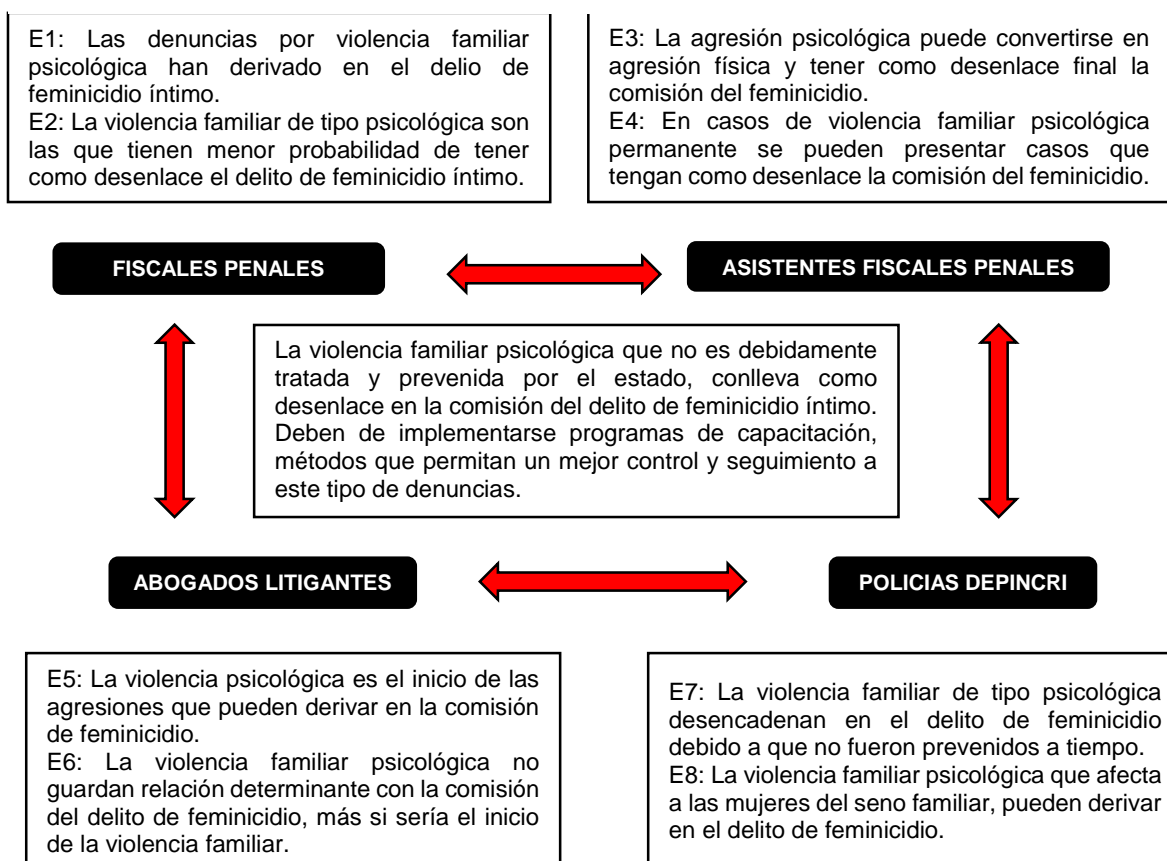 E1: Las denuncias por violencia familiar
psicológica han derivado en el delio de
feminicidio íntimo.
E2: La violencia familiar de tipo psicológica son
las que tienen menor probabilidad de tener
como desenlace el delito de feminicidio íntimo.
E3: La agresión psicológica puede convertirse en
agresión física y tener como desenlace final la
comisión del feminicidio.
E4: En casos de violencia familiar psicológica
permanente se pueden presentar casos que
tengan como desenlace la comisión del feminicidio.
FISCALES PENALES
ASISTENTES FISCALES PENALES
La violencia familiar psicológica que no es debidamente
tratada y prevenida por el estado, conlleva como
desenlace en la comisión del delito de feminicidio íntimo.
Deben de implementarse programas de capacitación,
métodos que permitan un mejor control y seguimiento a
este tipo de denuncias.
ABOGADOS LITIGANTES
POLICIAS DEPINCRI
E5: La violencia psicológica es el inicio de las
agresiones que pueden derivar en la comisión
de feminicidio.
E6: La violencia familiar psicológica no
guardan relación determinante con la comisión
del delito de feminicidio, más si sería el inicio
de la violencia familiar.
E7: La violencia familiar de tipo psicológica
desencadenan en el delito de feminicidio
debido a que no fueron prevenidos a tiempo.
E8: La violencia familiar psicológica que afecta
a las mujeres del seno familiar, pueden derivar
en el delito de feminicidio.